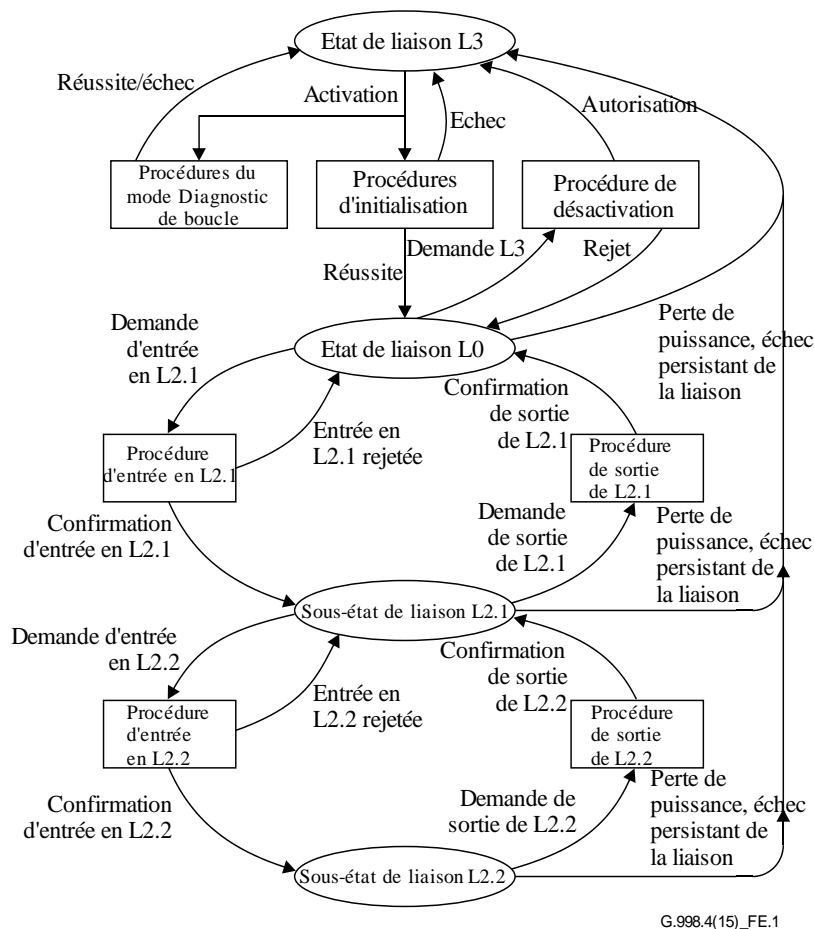 Etat de liaison L3
Réussite/échec
Activation
Echec
Autorisation
Procédures du
mode Diagnostic
de boucle
Procédures
d'initialisation
Procédure de
désactivation
Réussite
Demande L3
Rejet
Demande
d'entrée
en L2.1
Etat de liaison L0
Perte de
puissance, échec
persistant de
la liaison
Entrée en
L2.1 rejetée
Confirmation
de sortie
de L2.1
Procédure
d'entrée en L2.1
Procédure
de sortie
de L2.1
Confirmation
d'entrée en L2.1
Demande
de sortie
de L2.1
Perte de
puissance, échec
persistant de
la liaison
Sous-état de liaison L2.1
Demande d'entrée
en L2.2
Entrée en
L2.2 rejetée
Confirmation
de sortie
de L2.2
Procédure
d'entrée
en L2.2
Procédure
de sortie
de L2.2
Confirmation
d'entrée en L2.2
Demande de
sortie de L2.2
Perte de
puissance, échec
persistant de
la liaison
Sous-état de liaison L2.2
G.998.4(15)_FE.1